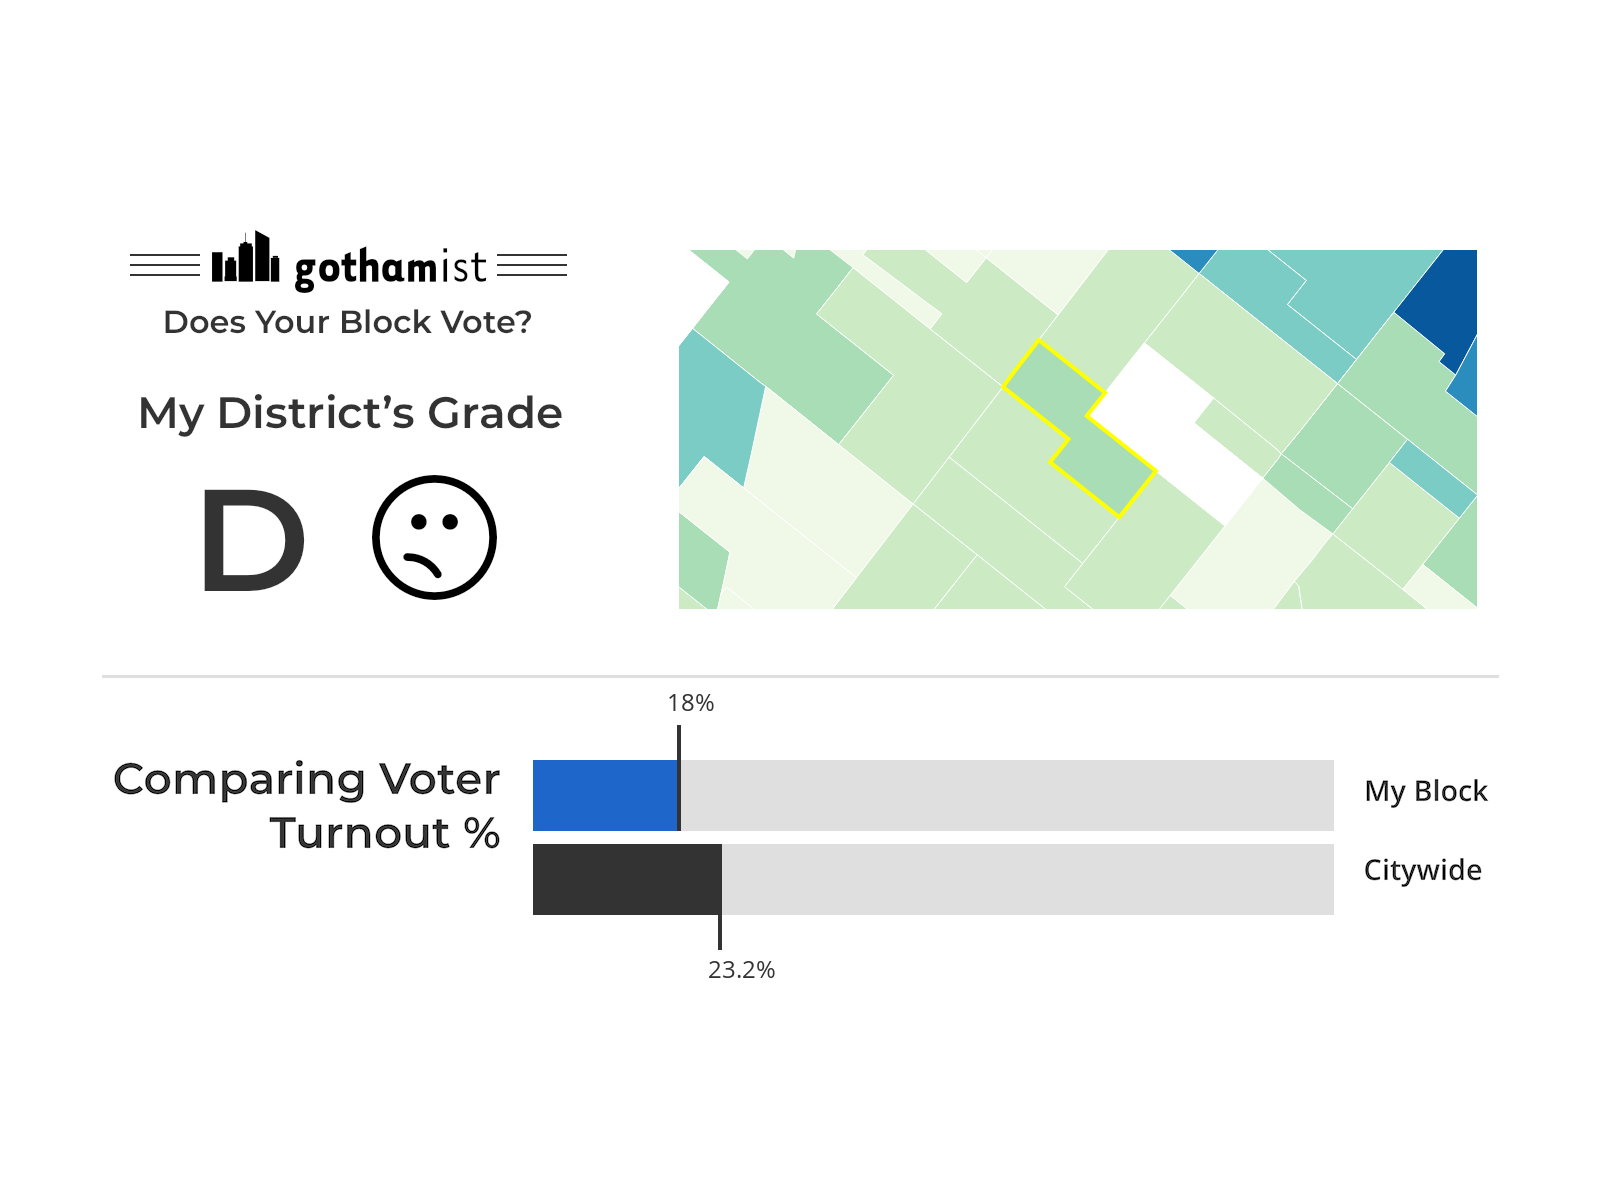 gothamist
Does Your Block Vote?
My District’s Grade
D
18%
Comparing Voter
Turnout %
My Block
Citywide
23.2%